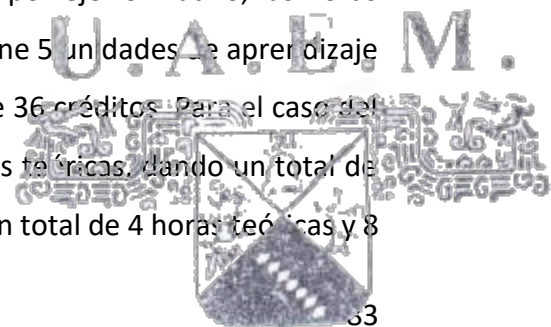 ne 5 unidades de aprendizaje
U.A.E.M.
e 36 créditos. Para el caso del
s teóricas, dando un total de
n total de 4 horas teóricas y 8
33